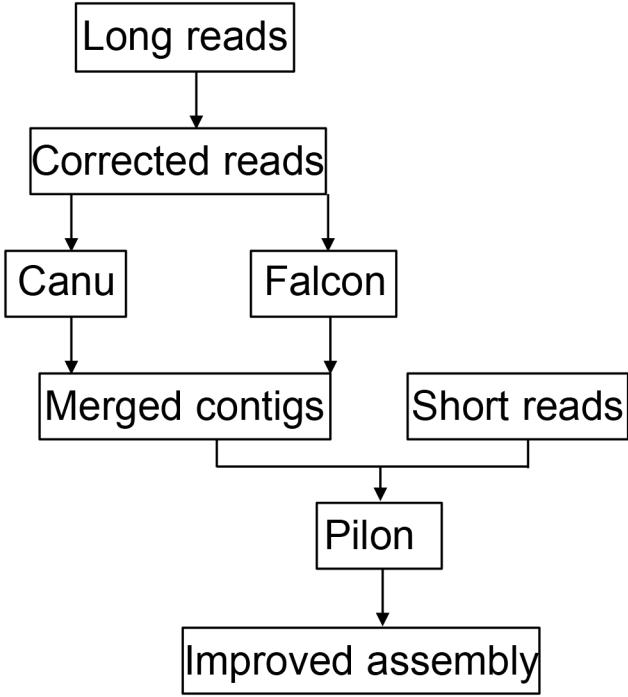 Long reads
Corrected reads
Canu
Falcon
Merged contigs
Short reads
Pilon
Improved assembly